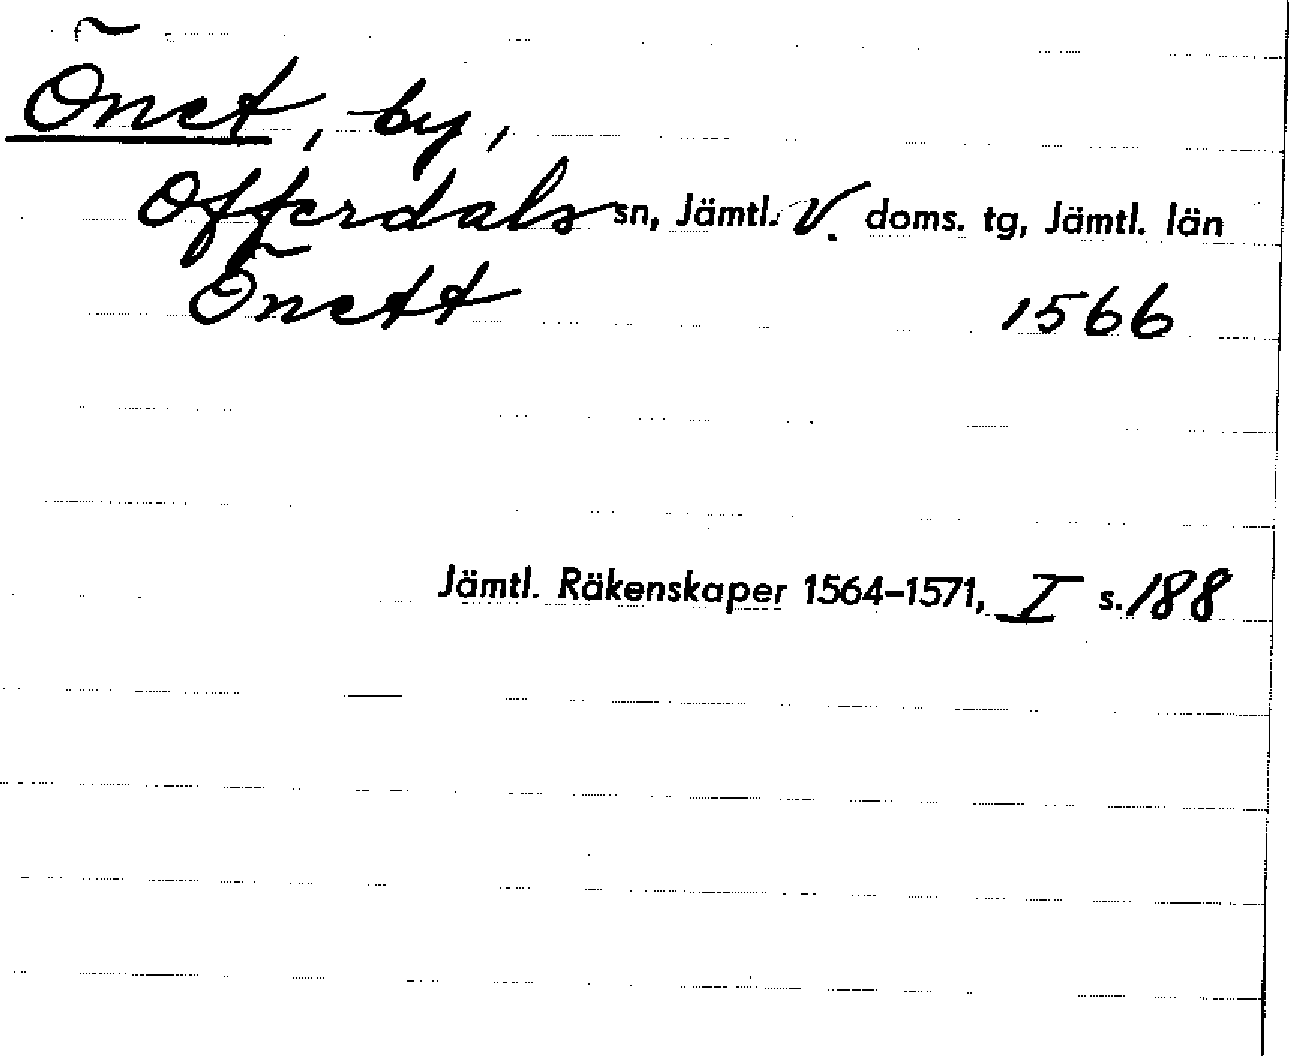 Önet, by,
Offerdals sn, Jämtl. V. doms. tg, Jämtl. län
Önett 1566
Jämtl. Räkenskaper 1564–1571, I s. 188